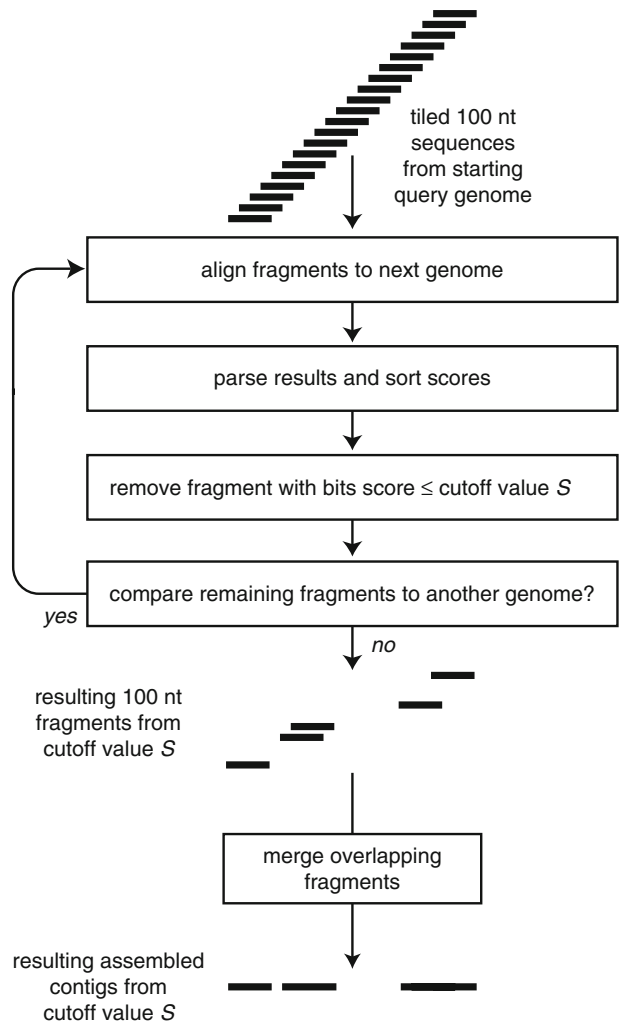 tiled 100 nt
sequences
from starting
query genome
align fragments to next genome
parse results and sort scores
remove fragment with bits score ≤ cutoff value S
compare remaining fragments to another genome?
yes
no
resulting 100 nt
fragments from
cutoff value S
merge overlapping
fragments
resulting assembled
contigs from
cutoff value S